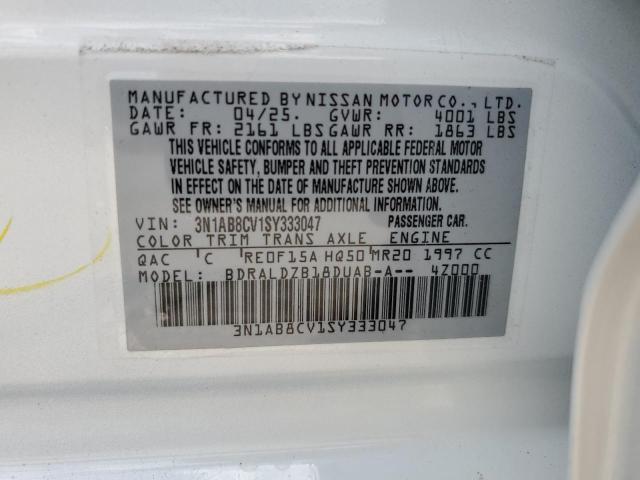 MANUFACTURED BY NISSAN MOTOR CO., LTD.
DATE: 04/25. GVWR: 4001 LBS
GAWR FR: 2161 LBS GAWR RR: 1863 LBS
THIS VEHICLE CONFORMS TO ALL APPLICABLE FEDERAL MOTOR
VEHICLE SAFETY, BUMPER AND THEFT PREVENTION STANDARDS
IN EFFECT ON THE DATE OF MANUFACTURE SHOWN ABOVE.
SEE OWNER'S MANUAL FOR ADDITIONAL INFORMATION.
VIN: 3N1AB8CV1SY333047 PASSENGER CAR.
COLOR TRIM TRANS AXLE ENGINE
QAC C RE0F15A HQ50 MR20 1997 CC
MODEL: BDRALDZB18DUAB-A-- 4Z000
3N1AB8CV1SY333047